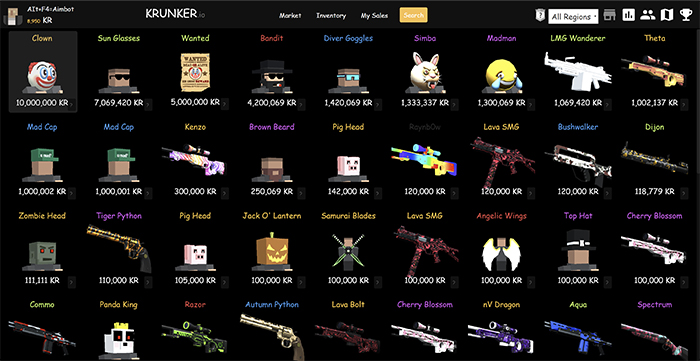 Alt+F4=Aimbot
8,950 KR
KRUNKER.io
Market Inventory My Sales Search
All Regions
Clown Sun Glasses Wanted Bandit Diver Goggles Simba Madman LMG Wanderer Theta
WANTED
DEAD OR ALIVE
10,000,000 KR 7,069,420 KR 5,000,000 KR 4,200,069 KR 1,420,069 KR 1,333,337 KR 1,300,069 KR 1,069,420 KR 1,002,137 KR
Mad Cap Mad Cap Kenzo Brown Beard Pig Head Raynb0w Lava SMG Bushwalker Dijon
1,000,002 KR 1,000,001 KR 300,000 KR 250,069 KR 142,000 KR 120,000 KR 120,000 KR 120,000 KR 118,779 KR
Zombie Head Tiger Python Pig Head Jack O' Lantern Samurai Blades Lava SMG Angelic Wings Top Hat Cherry Blossom
111,111 KR 110,000 KR 105,000 KR 100,000 KR 100,000 KR 100,000 KR 100,000 KR 100,000 KR 100,000 KR
Commo Panda King Razor Autumn Python Lava Bolt Cherry Blossom nV Dragon Aqua Spectrum